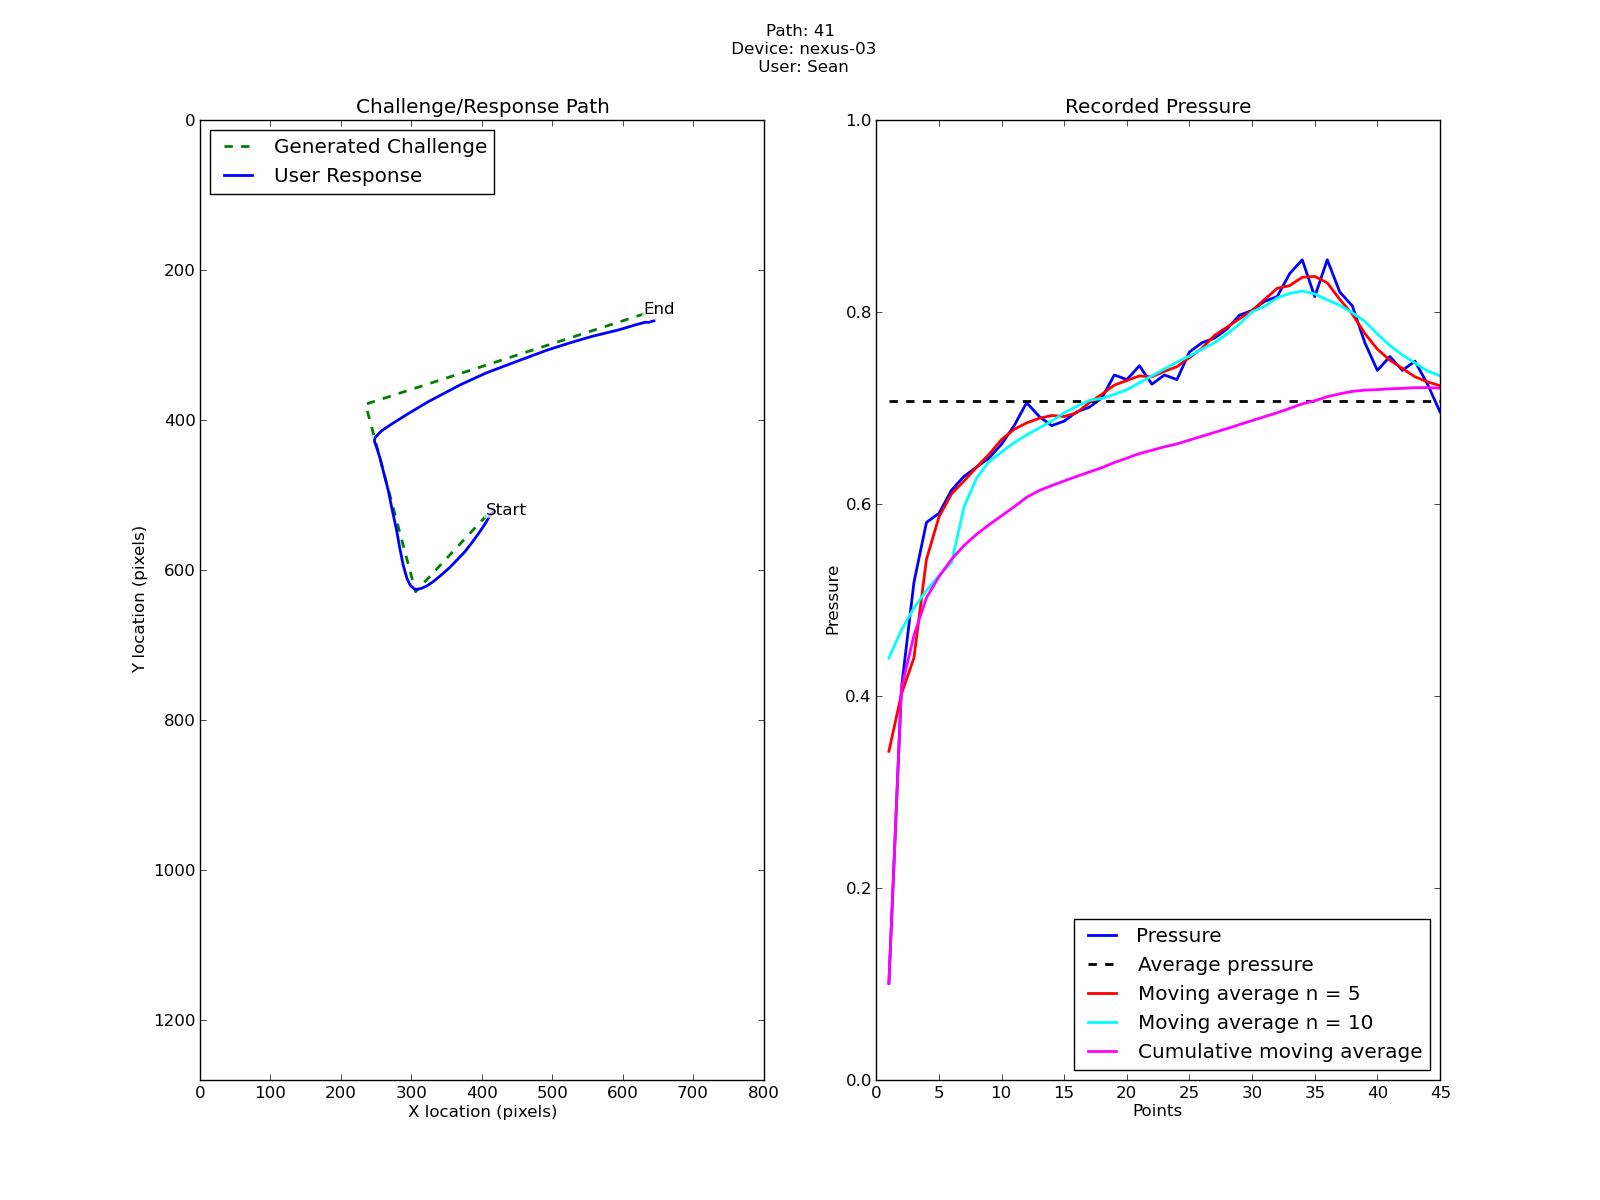 Path: 41
Device: nexus-03
User: Sean
Challenge/Response Path
Generated Challenge
User Response
0
200
400
600
800
1000
1200
Y location (pixels)
End
Start
0 100 200 300 400 500 600 700 800
X location (pixels)
Recorded Pressure
1.0
0.8
0.6
0.4
0.2
0.0
Pressure
Pressure
Average pressure
Moving average n = 5
Moving average n = 10
Cumulative moving average
0 5 10 15 20 25 30 35 40 45
Points